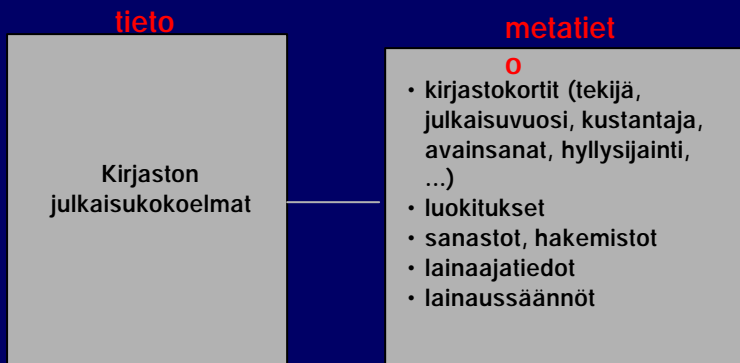 tieto
Kirjaston
julkaisukokoelmat
metatiet
o
• kirjastokortit (tekijä,
julkaisuvuosi, kustantaja,
avainsanat, hyllysijainti,
...)
• luokitukset
• sanastot, hakemistot
• lainaajatiedot
• lainaussäännöt